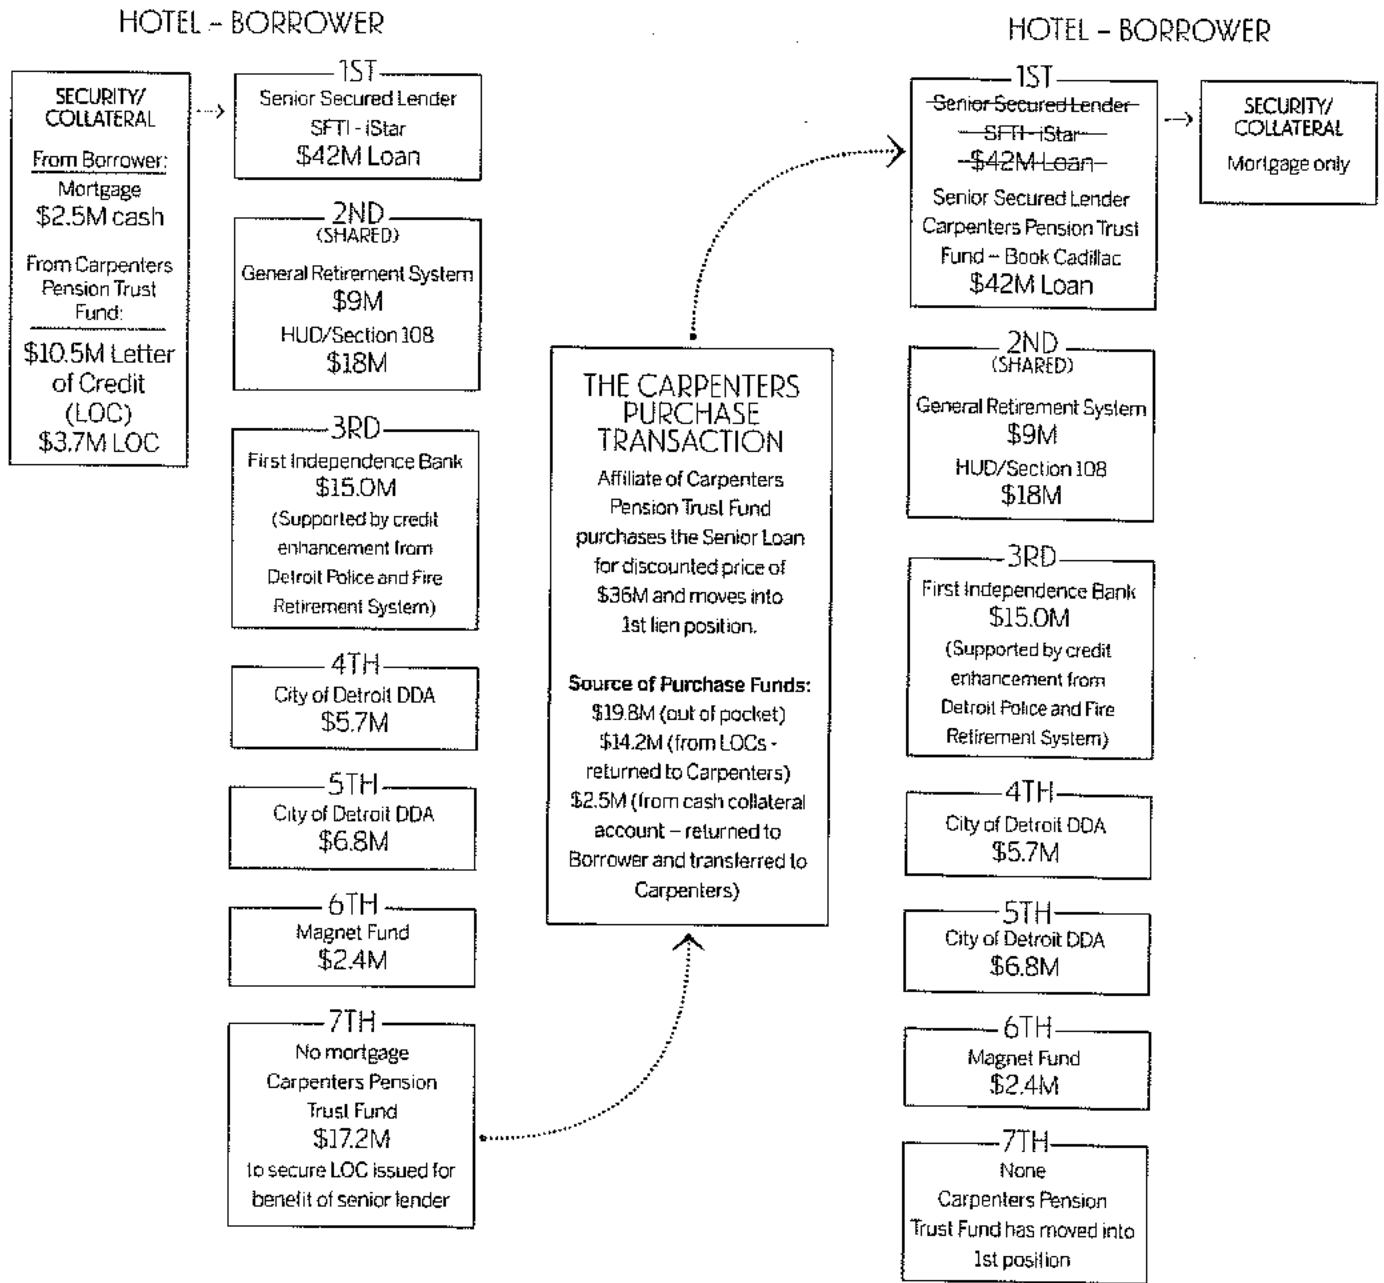 HOTEL – BORROWER
SECURITY/
COLLATERAL
From Borrower:
Mortgage
$2.5M cash
From Carpenters
Pension Trust
Fund:
$10.5M Letter
of Credit
(LOC)
$3.7M LOC
1ST
Senior Secured Lender
SFTI - iStar
$42M Loan
2ND
(SHARED)
General Retirement System
$9M
HUD/Section 108
$18M
3RD
First Independence Bank
$15.0M
(Supported by credit
enhancement from
Detroit Police and Fire
Retirement System)
4TH
City of Detroit DDA
$5.7M
5TH
City of Detroit DDA
$6.8M
6TH
Magnet Fund
$2.4M
7TH
No mortgage
Carpenters Pension
Trust Fund
$17.2M
to secure LOC issued for
benefit of senior lender
THE CARPENTERS
PURCHASE
TRANSACTION
Affiliate of Carpenters
Pension Trust Fund
purchases the Senior Loan
for discounted price of
$36M and moves into
1st lien position.
Source of Purchase Funds:
$19.8M (out of pocket)
$14.2M (from LOCs -
returned to Carpenters)
$2.5M (from cash collateral
account – returned to
Borrower and transferred to
Carpenters)
HOTEL – BORROWER
1ST
Senior Secured Lender
SFTI - iStar
$42M Loan
Senior Secured Lender
Carpenters Pension Trust
Fund – Book Cadillac
$42M Loan
SECURITY/
COLLATERAL
Mortgage only
2ND
(SHARED)
General Retirement System
$9M
HUD/Section 108
$18M
3RD
First Independence Bank
$15.0M
(Supported by credit
enhancement from
Detroit Police and Fire
Retirement System)
4TH
City of Detroit DDA
$5.7M
5TH
City of Detroit DDA
$6.8M
6TH
Magnet Fund
$2.4M
7TH
None
Carpenters Pension
Trust Fund has moved into
1st position